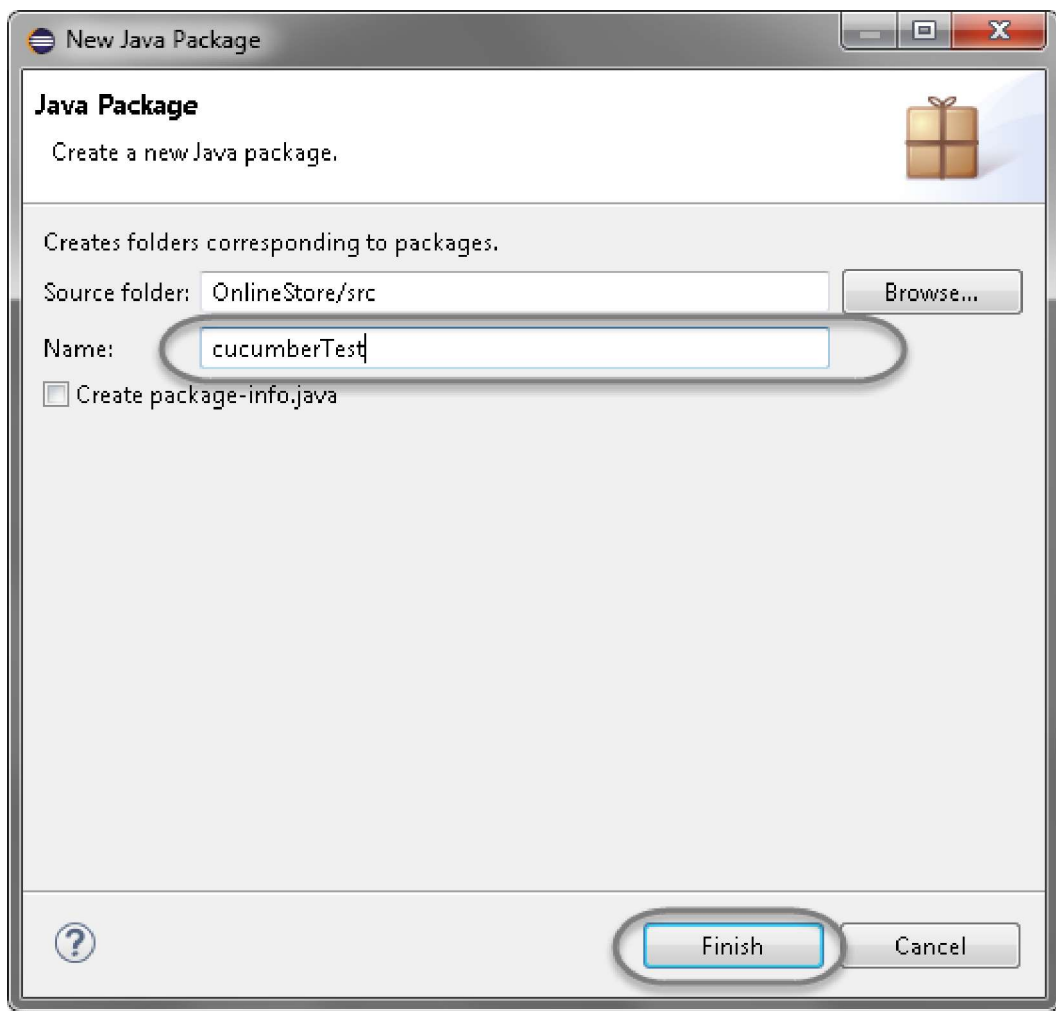 New Java Package
Java Package
Create a new Java package.
Creates folders corresponding to packages.
Source folder: OnlineStore/src Browse...
Name: cucumberTest
Create package-info.java
? Finish Cancel